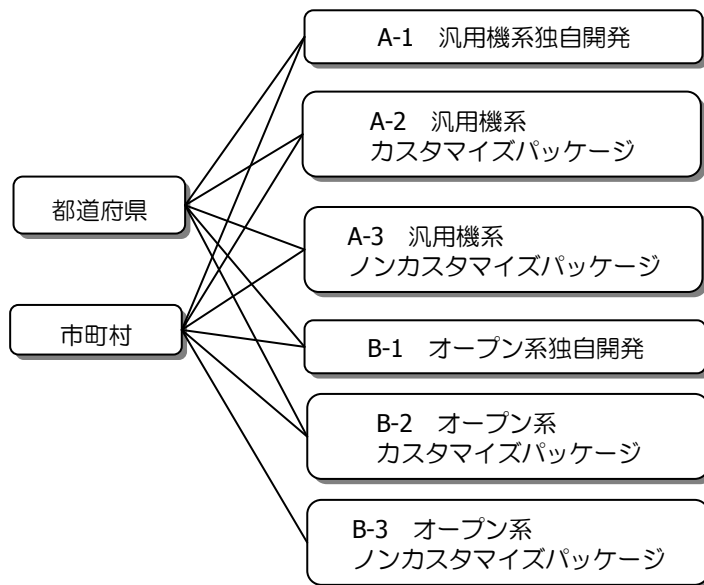 A-1 汎用機系独自開発
A-2 汎用機系
カスタマイズパッケージ
都道府県
A-3 汎用機系
ノンカスタマイズパッケージ
市町村
B-1 オープン系独自開発
B-2 オープン系
カスタマイズパッケージ
B-3 オープン系
ノンカスタマイズパッケージ